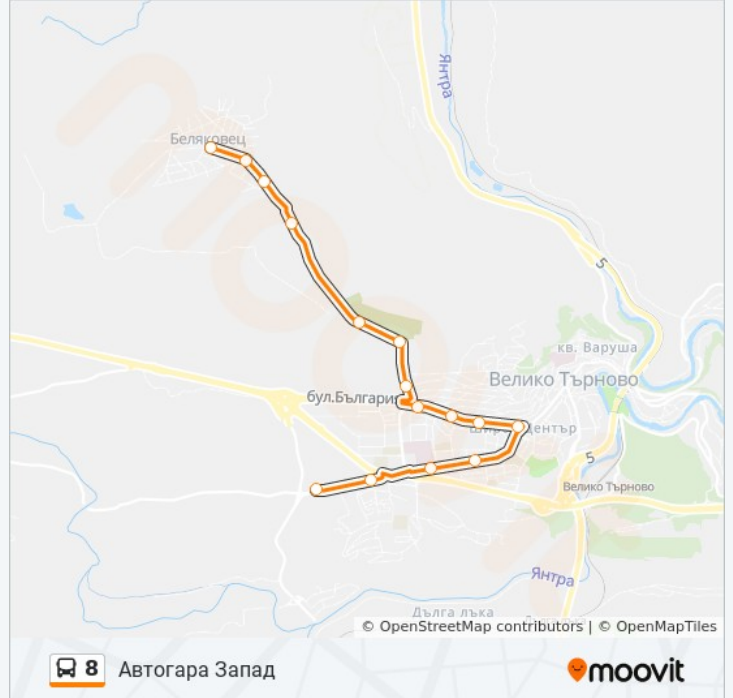 Янтра
Беляковец
5
кв. Варуша
Велико Търново
бул.България
център
5
Велико Търново
Янтра
Дълга лъка
© OpenStreetMap contributors | © OpenMapTiles
8 Автогара Запад
moovit